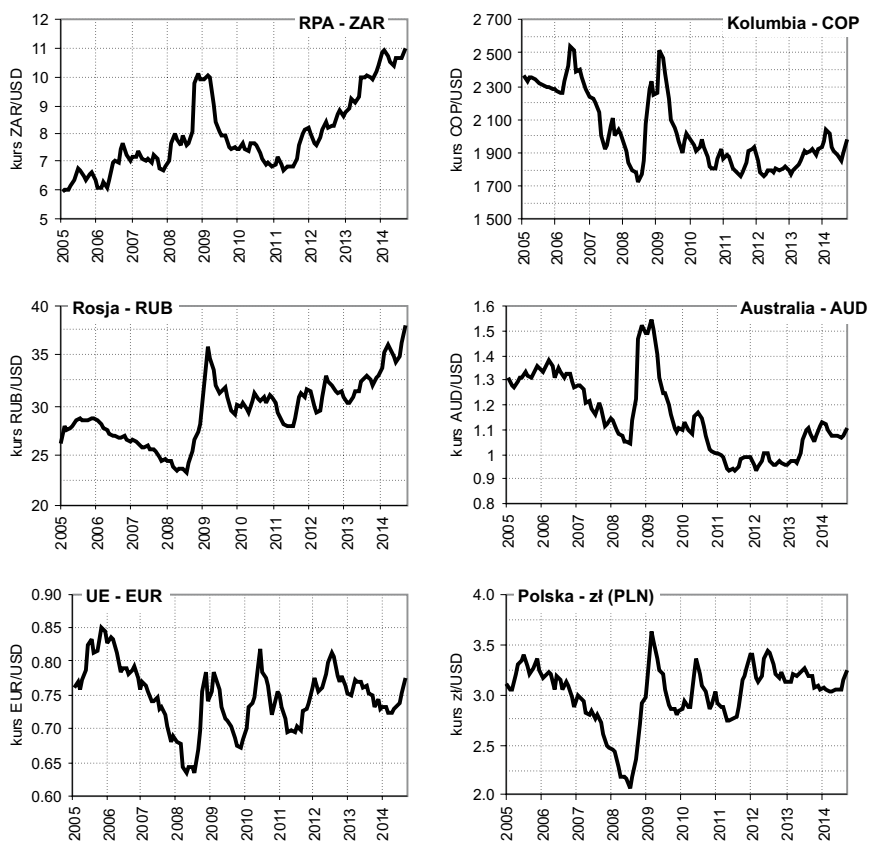 RPA - ZAR
kurs ZAR/USD
12
11
10
9
8
7
6
5
2005 2006 2007 2008 2009 2010 2011 2012 2013 2014
Kolumbia - COP
kurs COP/USD
2 700
2 500
2 300
2 100
1 900
1 700
1 500
2005 2006 2007 2008 2009 2010 2011 2012 2013 2014
Rosja - RUB
kurs RUB/USD
40
35
30
25
20
2005 2006 2007 2008 2009 2010 2011 2012 2013 2014
Australia - AUD
kurs AUD/USD
1.6
1.5
1.4
1.3
1.2
1.1
1
0.9
0.8
2005 2006 2007 2008 2009 2010 2011 2012 2013 2014
UE - EUR
kurs EUR/USD
0.90
0.85
0.80
0.75
0.70
0.65
0.60
2005 2006 2007 2008 2009 2010 2011 2012 2013 2014
Polska - zł (PLN)
kurs zł/USD
4.0
3.5
3.0
2.5
2.0
2005 2006 2007 2008 2009 2010 2011 2012 2013 2014